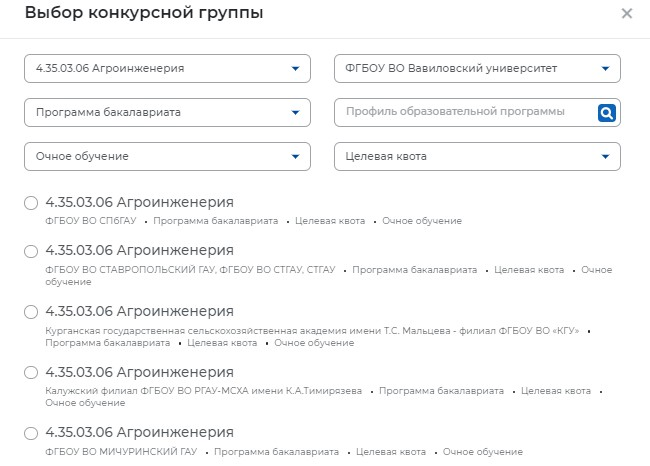 Выбор конкурсной группы
4.35.03.06 Агроинженерия
ФГБОУ ВО Вавиловский университет
Программа бакалавриата
Профиль образовательной программы
Очное обучение
Целевая квота
4.35.03.06 Агроинженерия
ФГБОУ ВО СПбГАУ • Программа бакалавриата • Целевая квота • Очное обучение
4.35.03.06 Агроинженерия
ФГБОУ ВО СТАВРОПОЛЬСКИЙ ГАУ, ФГБОУ ВО СТГАУ, СТГАУ • Программа бакалавриата • Целевая квота • Очное
обучение
4.35.03.06 Агроинженерия
Курганская государственная сельскохозяйственная академия имени Т.С. Мальцева - филиал ФГБОУ ВО «КГУ» •
Программа бакалавриата • Целевая квота • Очное обучение
4.35.03.06 Агроинженерия
Калужский филиал ФГБОУ ВО РГАУ-МСХА имени К.А.Тимирязева • Программа бакалавриата • Целевая квота •
Очное обучение
4.35.03.06 Агроинженерия
ФГБОУ ВО МИЧУРИНСКИЙ ГАУ • Программа бакалавриата • Целевая квота • Очное обучение